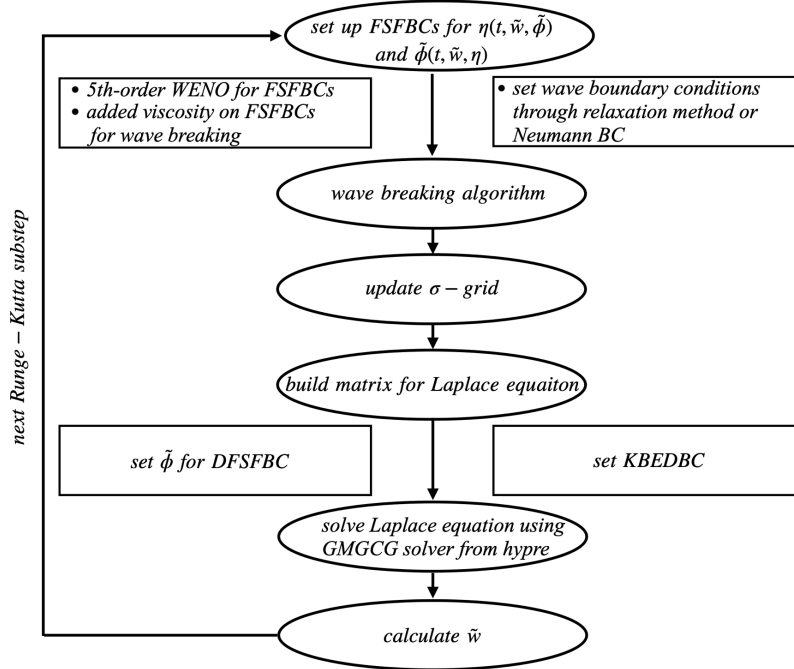 set up FSFBCs for η(t, w̃, ϕ̃)
and ϕ̃(t, w̃, η)
• 5th-order WENO for FSFBCs
• added viscosity on FSFBCs
for wave breaking
• set wave boundary conditions
through relaxation method or
Neumann BC
wave breaking algorithm
update σ − grid
build matrix for Laplace equaiton
set ϕ̃ for DFSFBC
set KBEDBC
solve Laplace equation using
GMGCG solver from hypre
calculate w̃
next Runge − Kutta substep